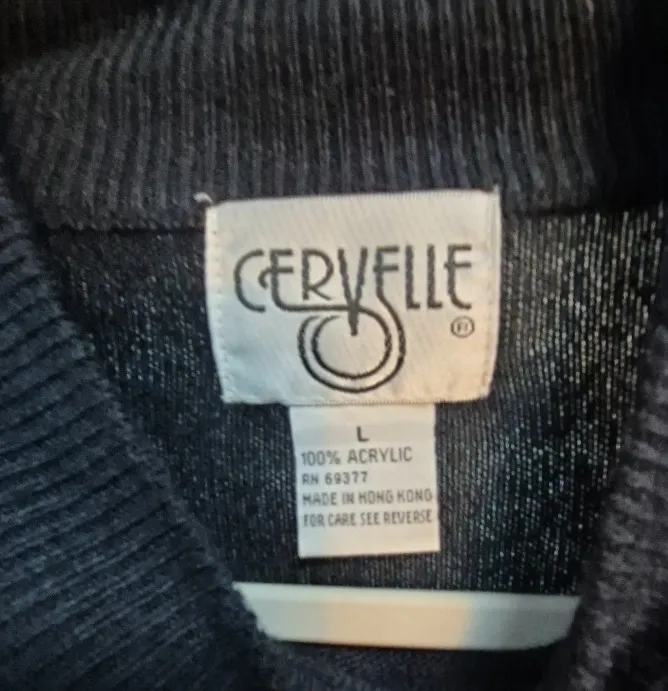 CERVELLE
®
L
100% ACRYLIC
RN 69377
MADE IN HONG KONG
FOR CARE SEE REVERSE